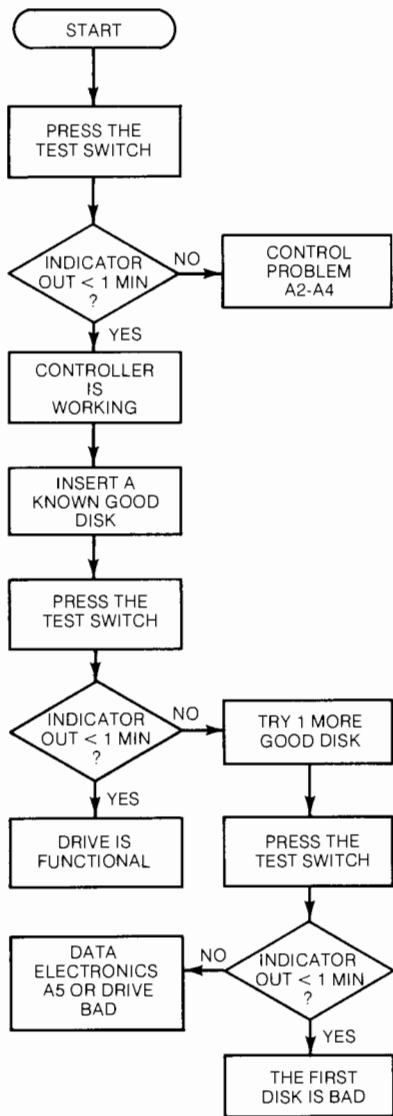 START
PRESS THE
TEST SWITCH
INDICATOR
OUT < 1 MIN
?
NO
CONTROL
PROBLEM
A2-A4
YES
CONTROLLER
IS
WORKING
INSERT A
KNOWN GOOD
DISK
PRESS THE
TEST SWITCH
INDICATOR
OUT < 1 MIN
?
NO
TRY 1 MORE
GOOD DISK
YES
DRIVE IS
FUNCTIONAL
PRESS THE
TEST SWITCH
INDICATOR
OUT < 1 MIN
?
NO
DATA
ELECTRONICS
A5 OR DRIVE
BAD
YES
THE FIRST
DISK IS BAD